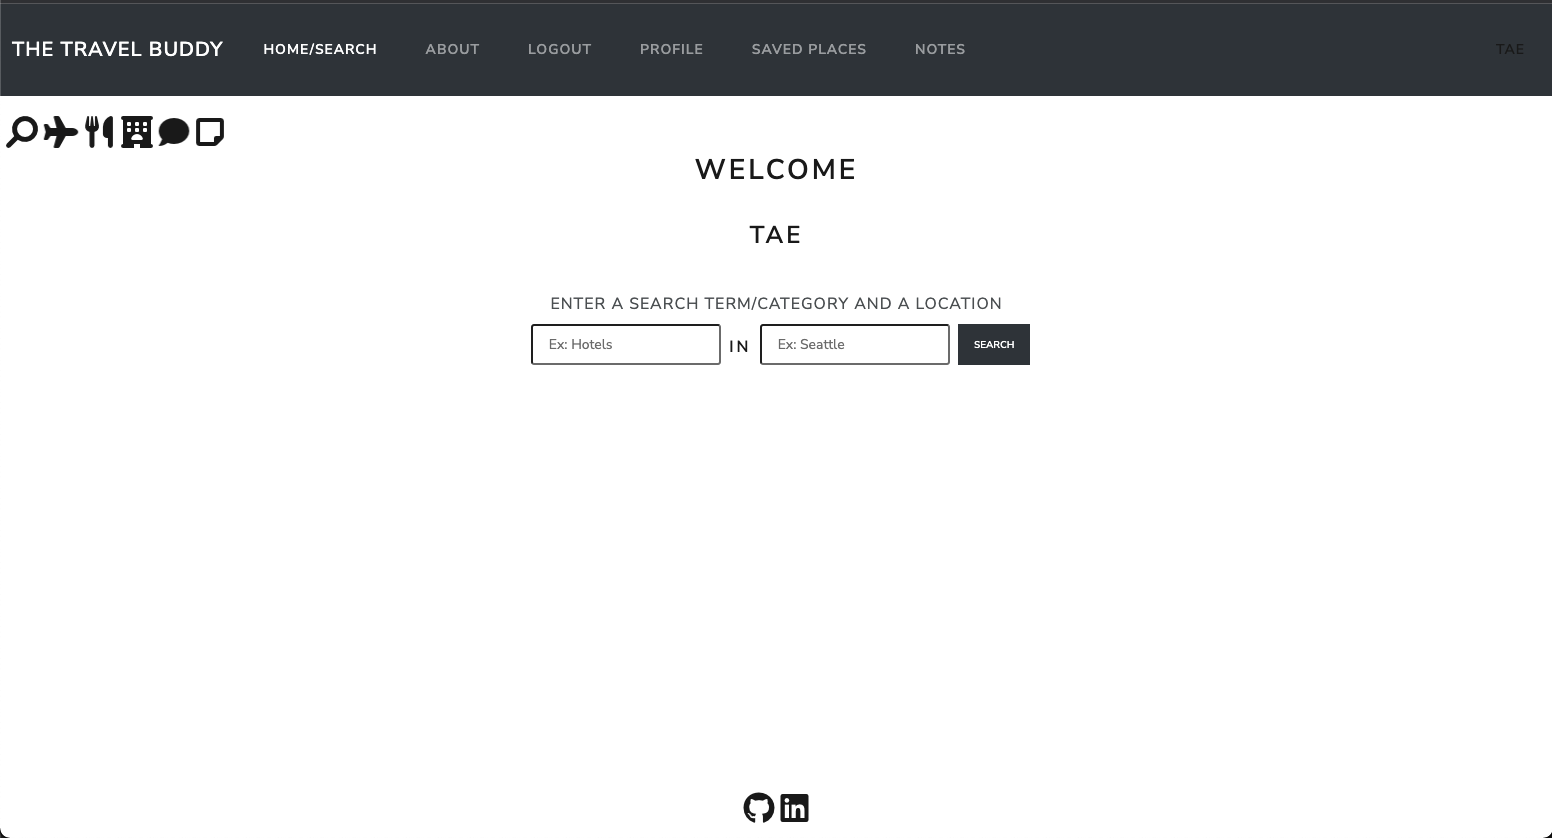 THE TRAVEL BUDDY HOME/SEARCH ABOUT LOGOUT PROFILE SAVED PLACES NOTES TAE
WELCOME
TAE
ENTER A SEARCH TERM/CATEGORY AND A LOCATION
Ex: Hotels IN Ex: Seattle SEARCH
in